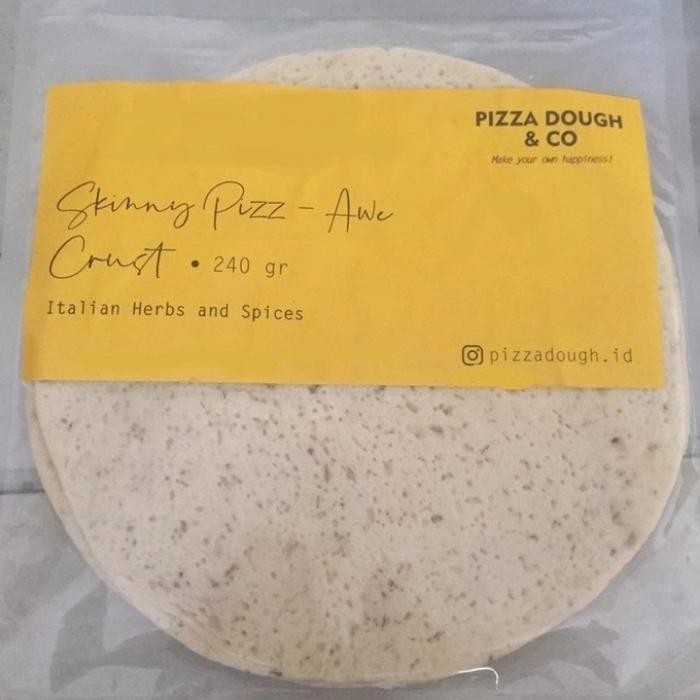 PIZZA DOUGH
& CO
Make your own happiness!
Skinny Pizz - Awe
Crust • 240 gr
Italian Herbs and Spices
pizzadough.id